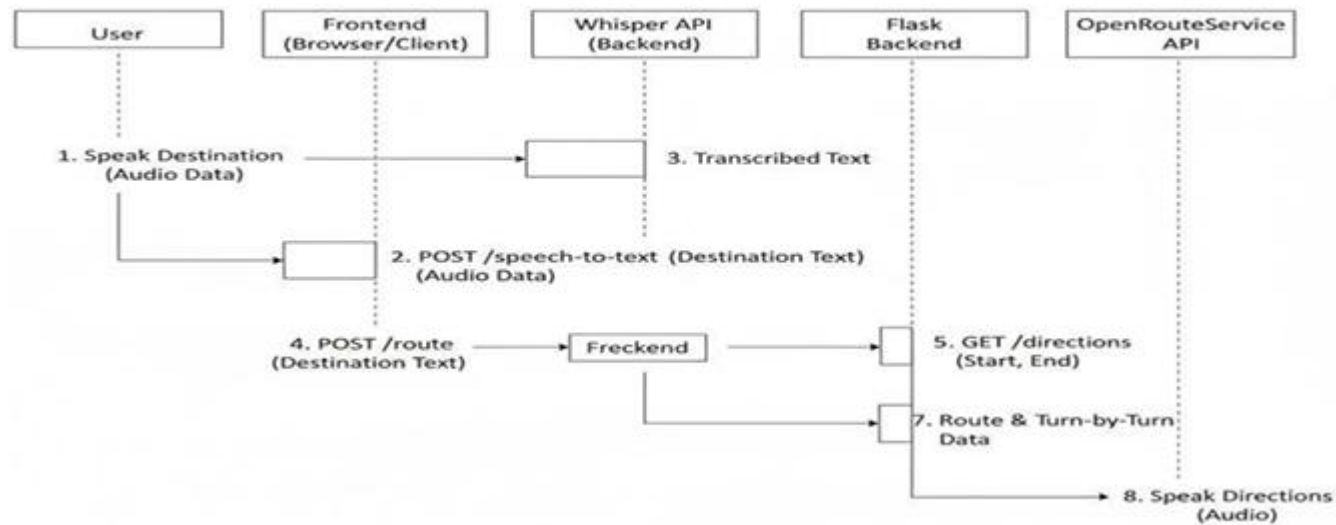 User
Frontend
(Browser/Client)
Whisper API
(Backend)
Flask
Backend
OpenRouteService
API
1. Speak Destination
(Audio Data)
3. Transcribed Text
2. POST /speech-to-text (Destination Text)
(Audio Data)
4. POST /route
(Destination Text)
Freckend
5. GET /directions
(Start, End)
7. Route & Turn-by-Turn
Data
8. Speak Directions
(Audio)